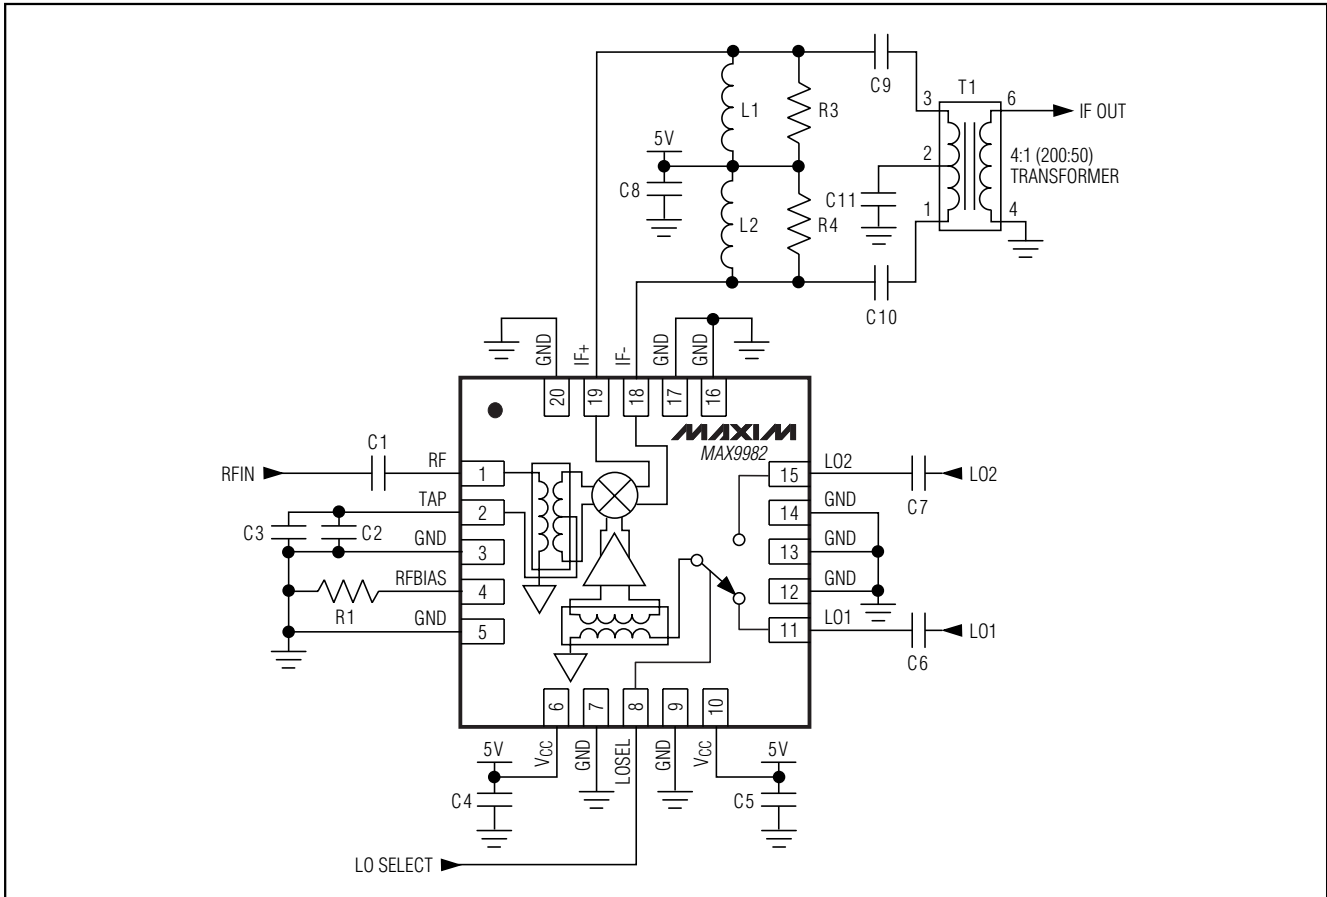 C9
T1
3
6
L1
R3
IF OUT
5V
2
4:1 (200:50)
TRANSFORMER
C8
C11
L2
R4
1
4
C10
GND
IF+
IF-
GND
GND
20
19
18
17
16
MAXIM
MAX9982
C1
RF
RFIN
1
15
LO2
LO2
C7
TAP
2
14
GND
C3
C2
GND
3
13
GND
RFBIAS
4
12
GND
R1
GND
5
11
LO1
LO1
C6
6
7
8
9
10
5V
VCC
GND
LOSEL
GND
VCC
5V
C4
C5
LO SELECT